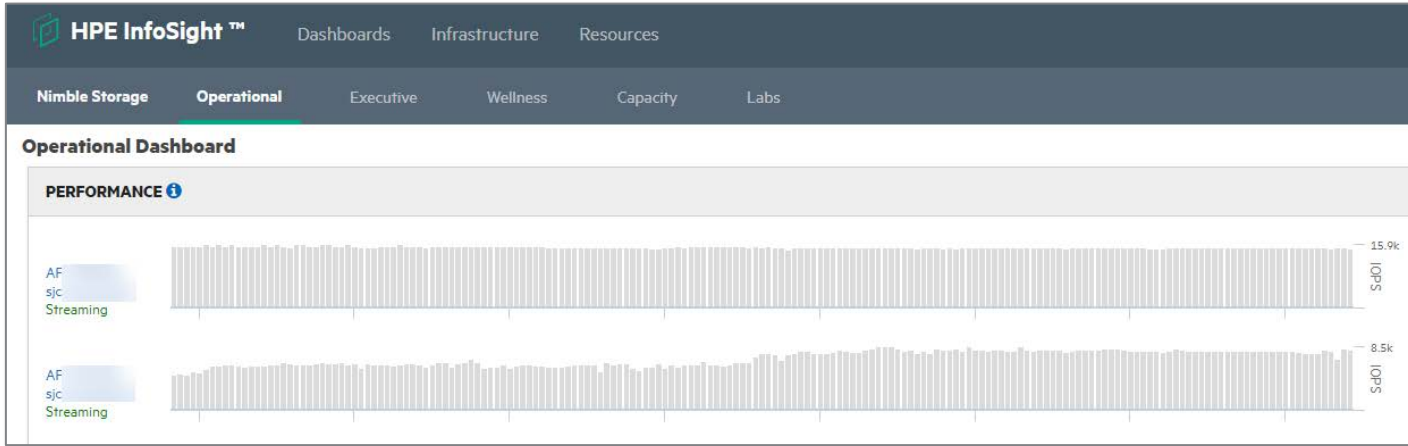 HPE InfoSight ™ Dashboards Infrastructure Resources
Nimble Storage Operational Executive Wellness Capacity Labs
Operational Dashboard
PERFORMANCE
15.9k
IOPS
AF
sjc
Streaming
8.5k
IOPS
AF
sjc
Streaming